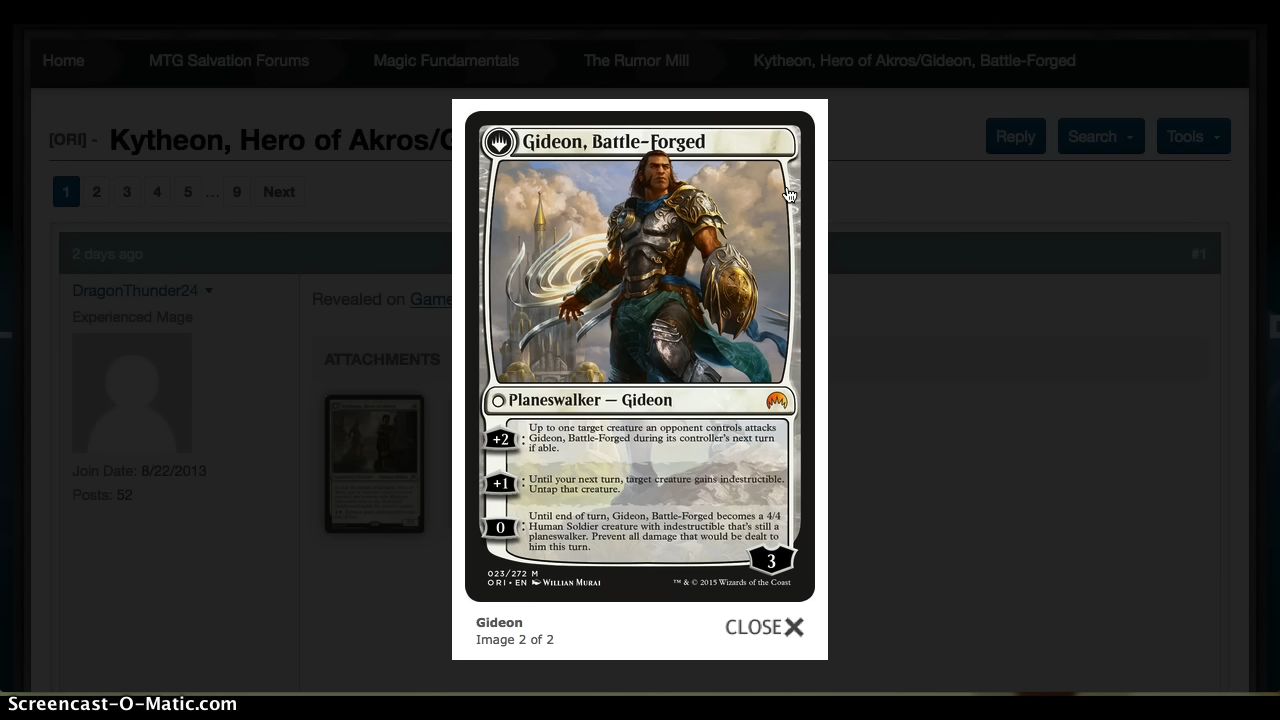 Home MTG Salvation Forums Magic Fundamentals The Rumor Mill Kytheon, Hero of Akros/Gideon, Battle-Forged
[ORI] - Kytheon, Hero of Akros/G
Reply Search Tools
1 2 3 4 5 ... 9 Next
2 days ago #1
DragonThunder24
Experienced Mage
Join Date: 8/22/2013
Posts: 52
Revealed on Game
ATTACHMENTS
Gideon, Battle-Forged
Planeswalker — Gideon
+2: Up to one target creature an opponent controls attacks
Gideon, Battle-Forged during its controller's next turn
if able.
+1: Until your next turn, target creature gains indestructible.
Untap that creature.
0: Until end of turn, Gideon, Battle-Forged becomes a 4/4
Human Soldier creature with indestructible that's still a
planeswalker. Prevent all damage that would be dealt to
him this turn.
3
023/272 M
ORI • EN Willian Murai ™ & © 2015 Wizards of the Coast
Gideon
Image 2 of 2
CLOSE
Screencast-O-Matic.com